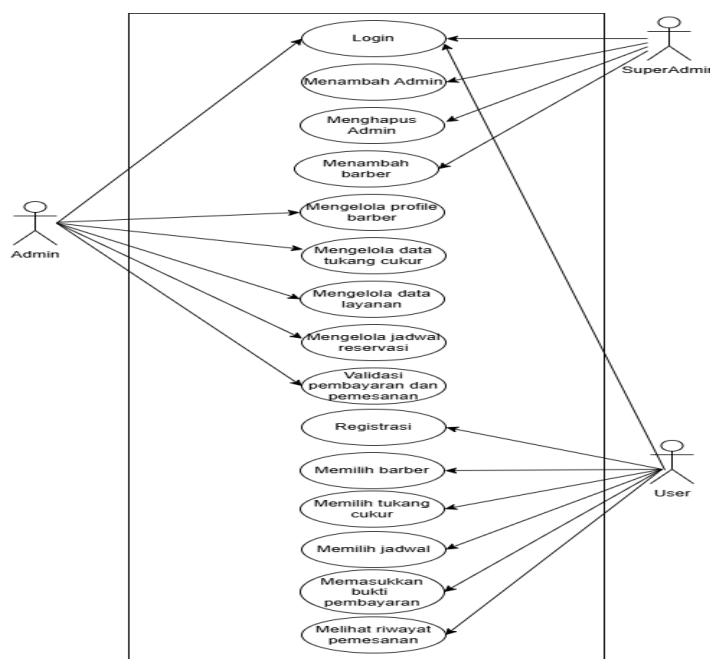 Login
SuperAdmin
Menambah Admin
Menghapus
Admin
Menambah
barber
Mengelola profile
barber
Admin
Mengelola data
tukang cukur
Mengelola data
layanan
Mengelola jadwal
reservasi
Validasi
pembayaran dan
pemesanan
Registrasi
Memilih barber
User
Memilih tukang
cukur
Memilih jadwal
Memasukkan
bukti
pembayaran
Melihat riwayat
pemesanan